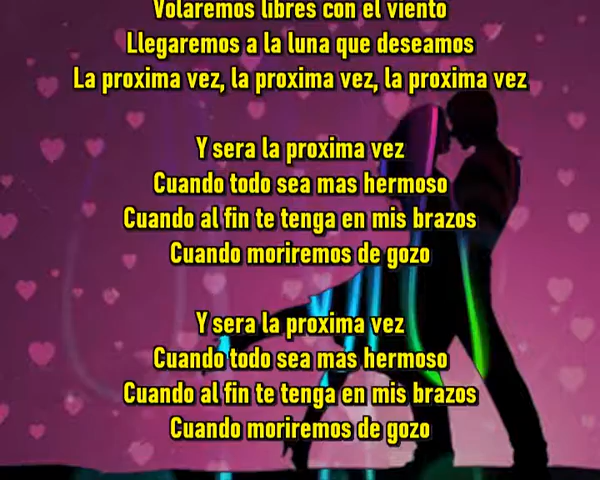 Volaremos libres con el viento
Llegaremos a la luna que deseamos
La proxima vez, la proxima vez, la proxima vez
Y sera la proxima vez
Cuando todo sea mas hermoso
Cuando al fin te tenga en mis brazos
Cuando moriremos de gozo
Y sera la proxima vez
Cuando todo sea mas hermoso
Cuando al fin te tenga en mis brazos
Cuando moriremos de gozo